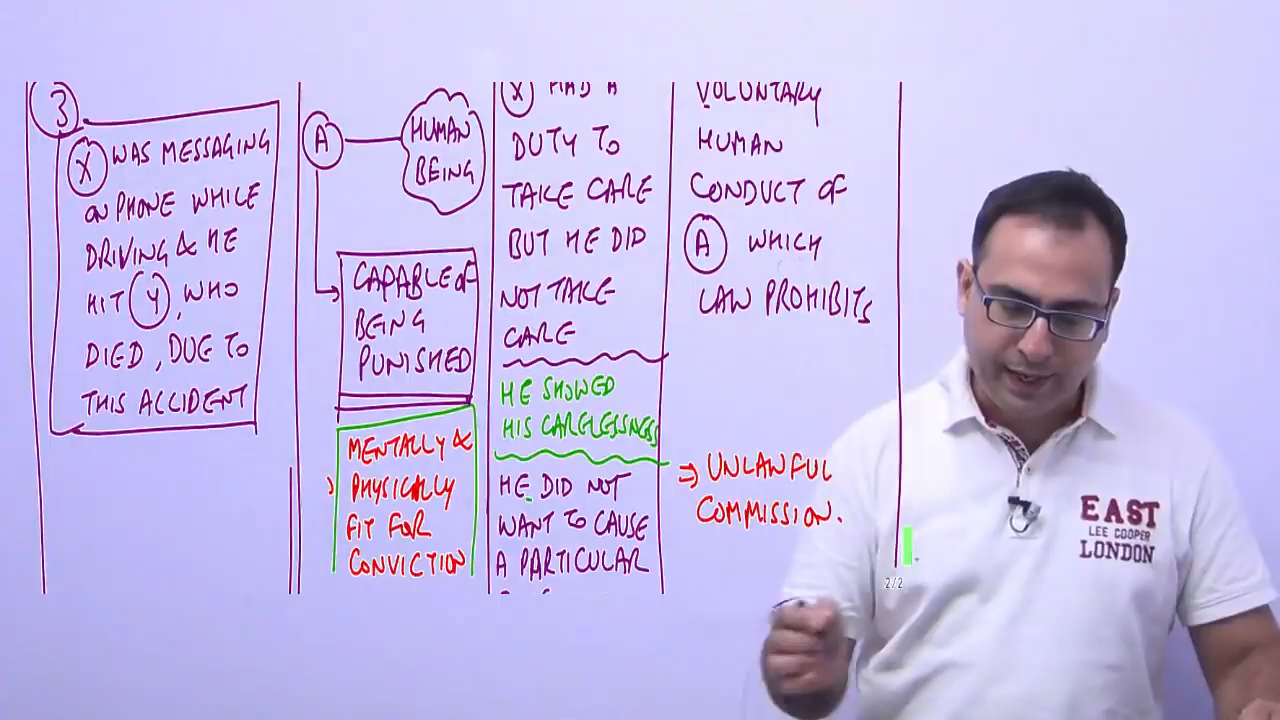 3
X WAS MESSAGING
ON PHONE WHILE
DRIVING & HE
HIT Y, WHO
DIED, DUE TO
THIS ACCIDENT
A
HUMAN
BEING
CAPABLE OF
BEING
PUNISHED
MENTALLY &
PHYSICALLY
FIT FOR
CONVICTION
X HAD A
DUTY TO
TAKE CARE
BUT HE DID
NOT TAKE
CARE
HE SHOWED
HIS CARELESSNESS
HE DID NOT
WANT TO CAUSE
A PARTICULAR
VOLUNTARY
HUMAN
CONDUCT OF
A WHICH
LAW PROHIBITS
⇒ UNLAWFUL
COMMISSION.
2/2
EAST
LEE COOPER
LONDON